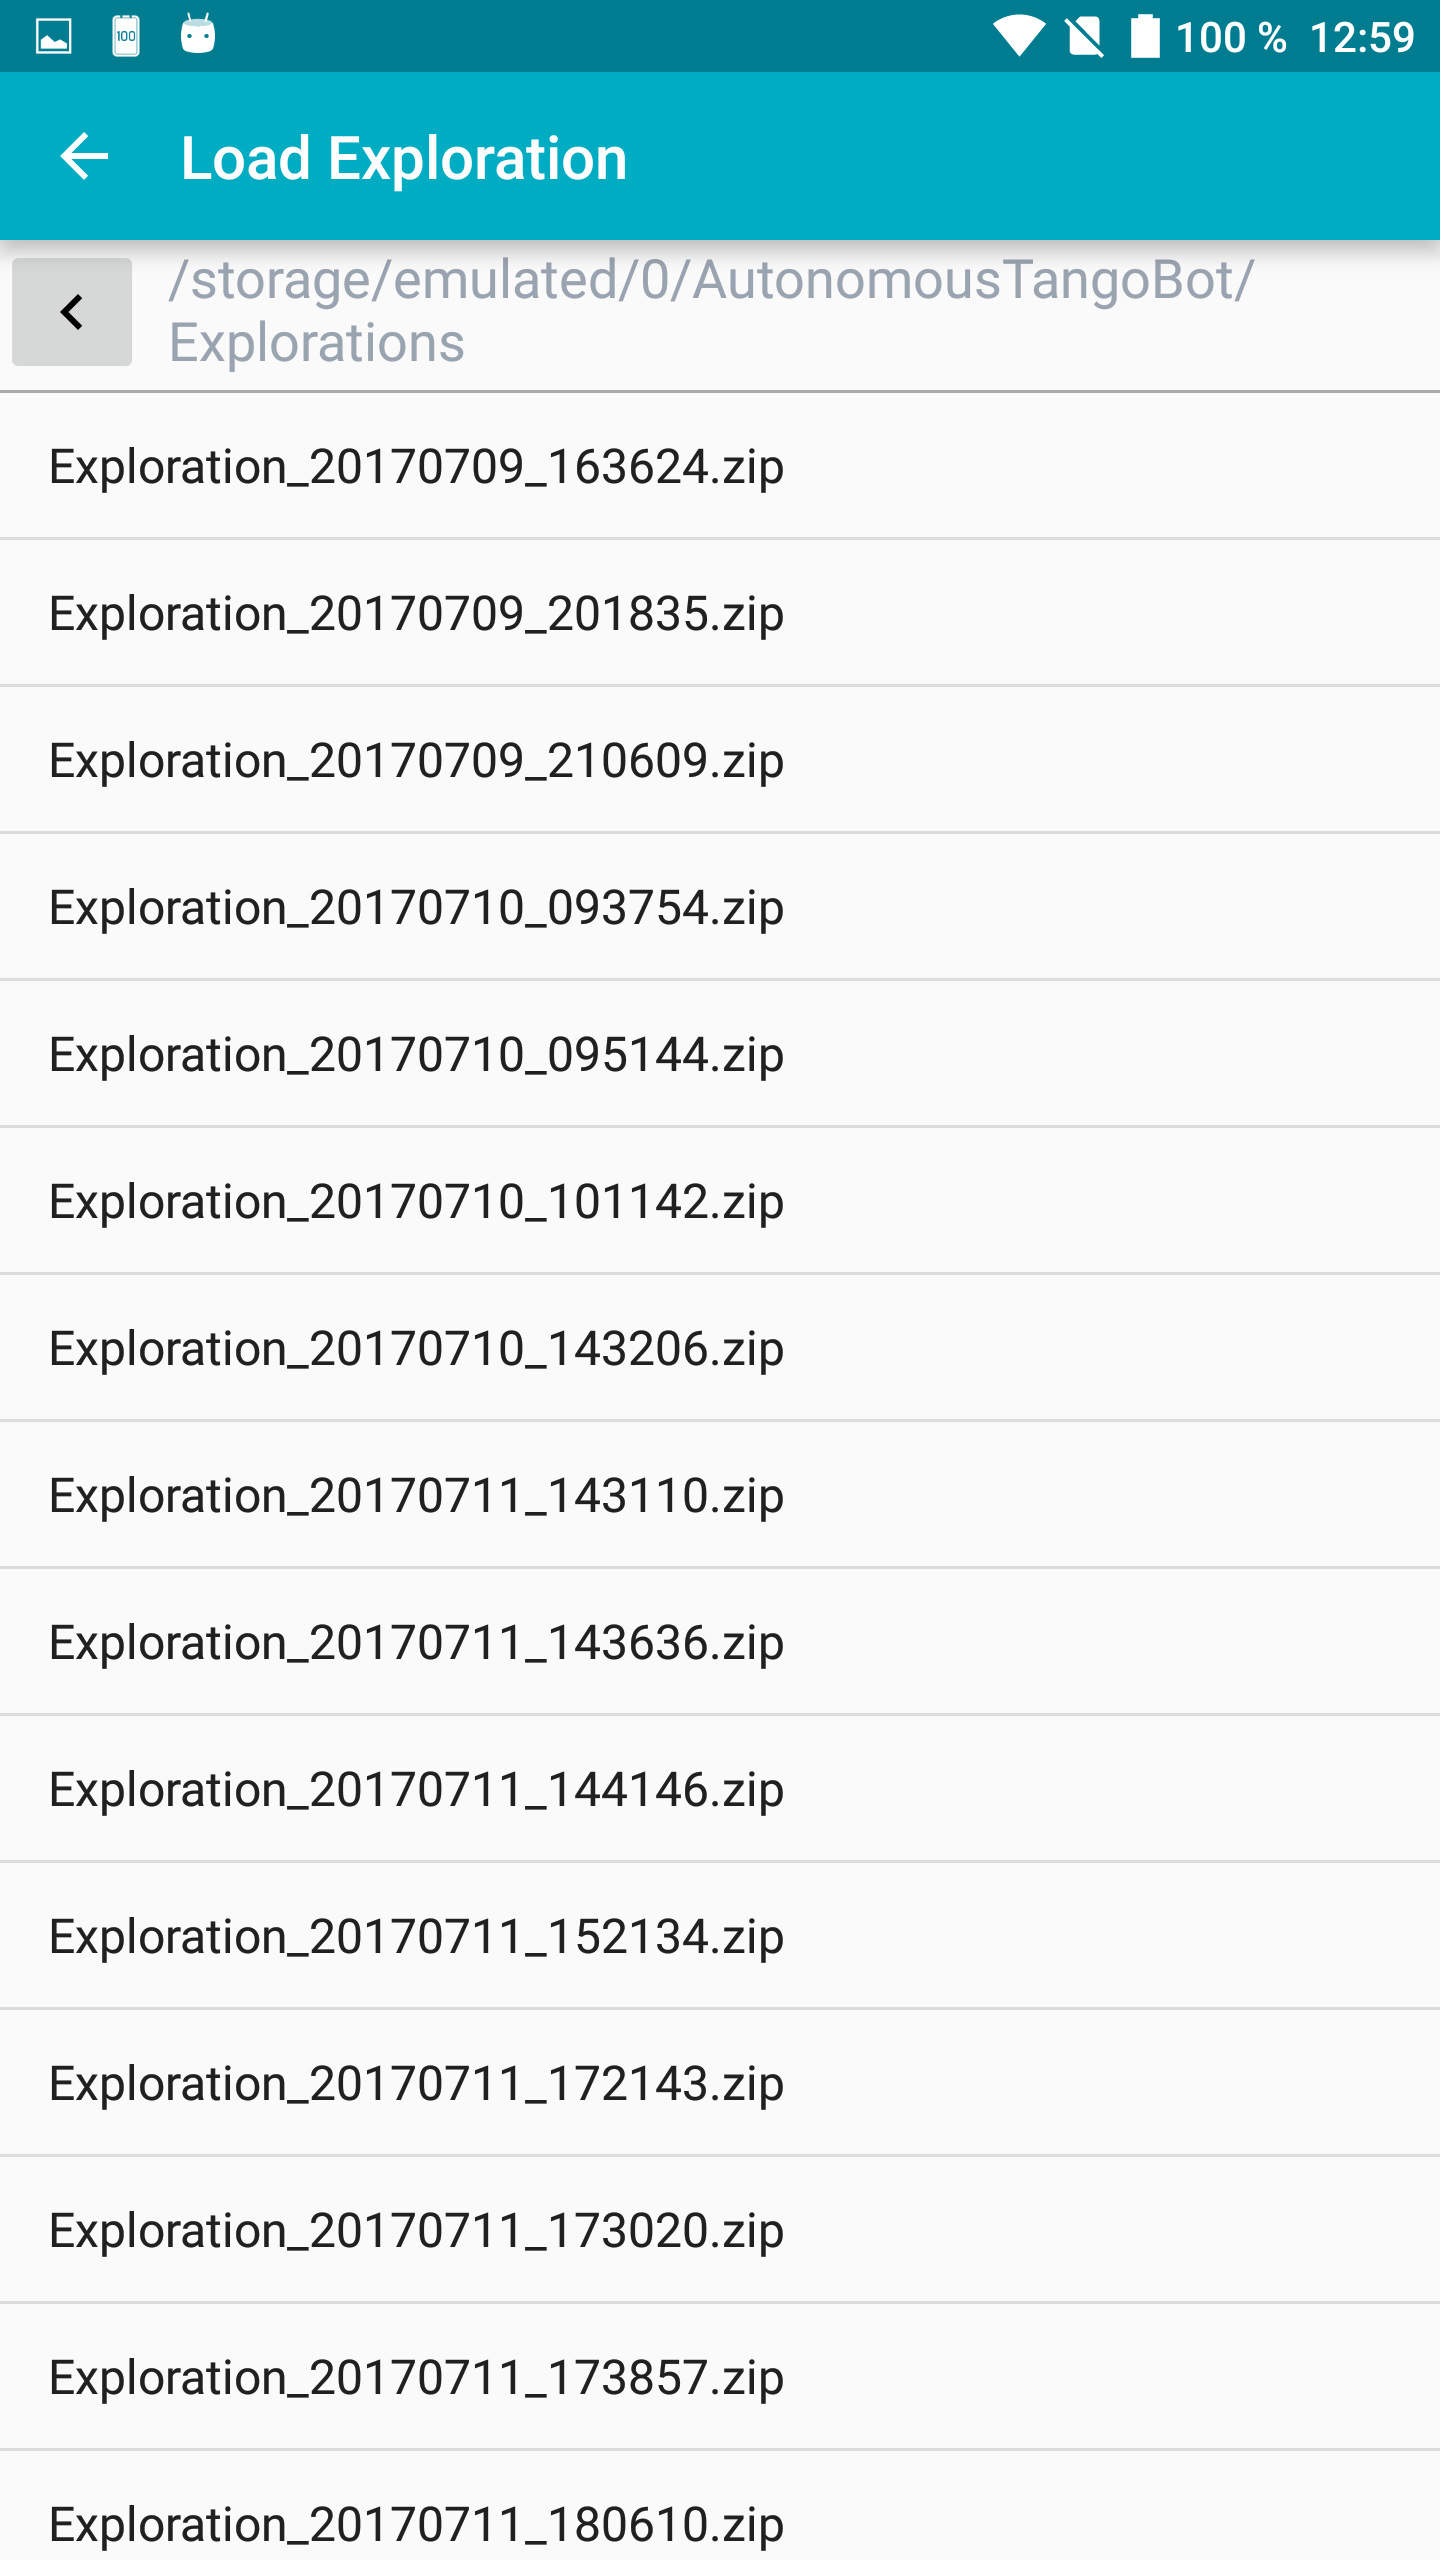 100
100 % 12:59
Load Exploration
/storage/emulated/0/AutonomousTangoBot/
Explorations
Exploration_20170709_163624.zip
Exploration_20170709_201835.zip
Exploration_20170709_210609.zip
Exploration_20170710_093754.zip
Exploration_20170710_095144.zip
Exploration_20170710_101142.zip
Exploration_20170710_143206.zip
Exploration_20170711_143110.zip
Exploration_20170711_143636.zip
Exploration_20170711_144146.zip
Exploration_20170711_152134.zip
Exploration_20170711_172143.zip
Exploration_20170711_173020.zip
Exploration_20170711_173857.zip
Exploration_20170711_180610.zip